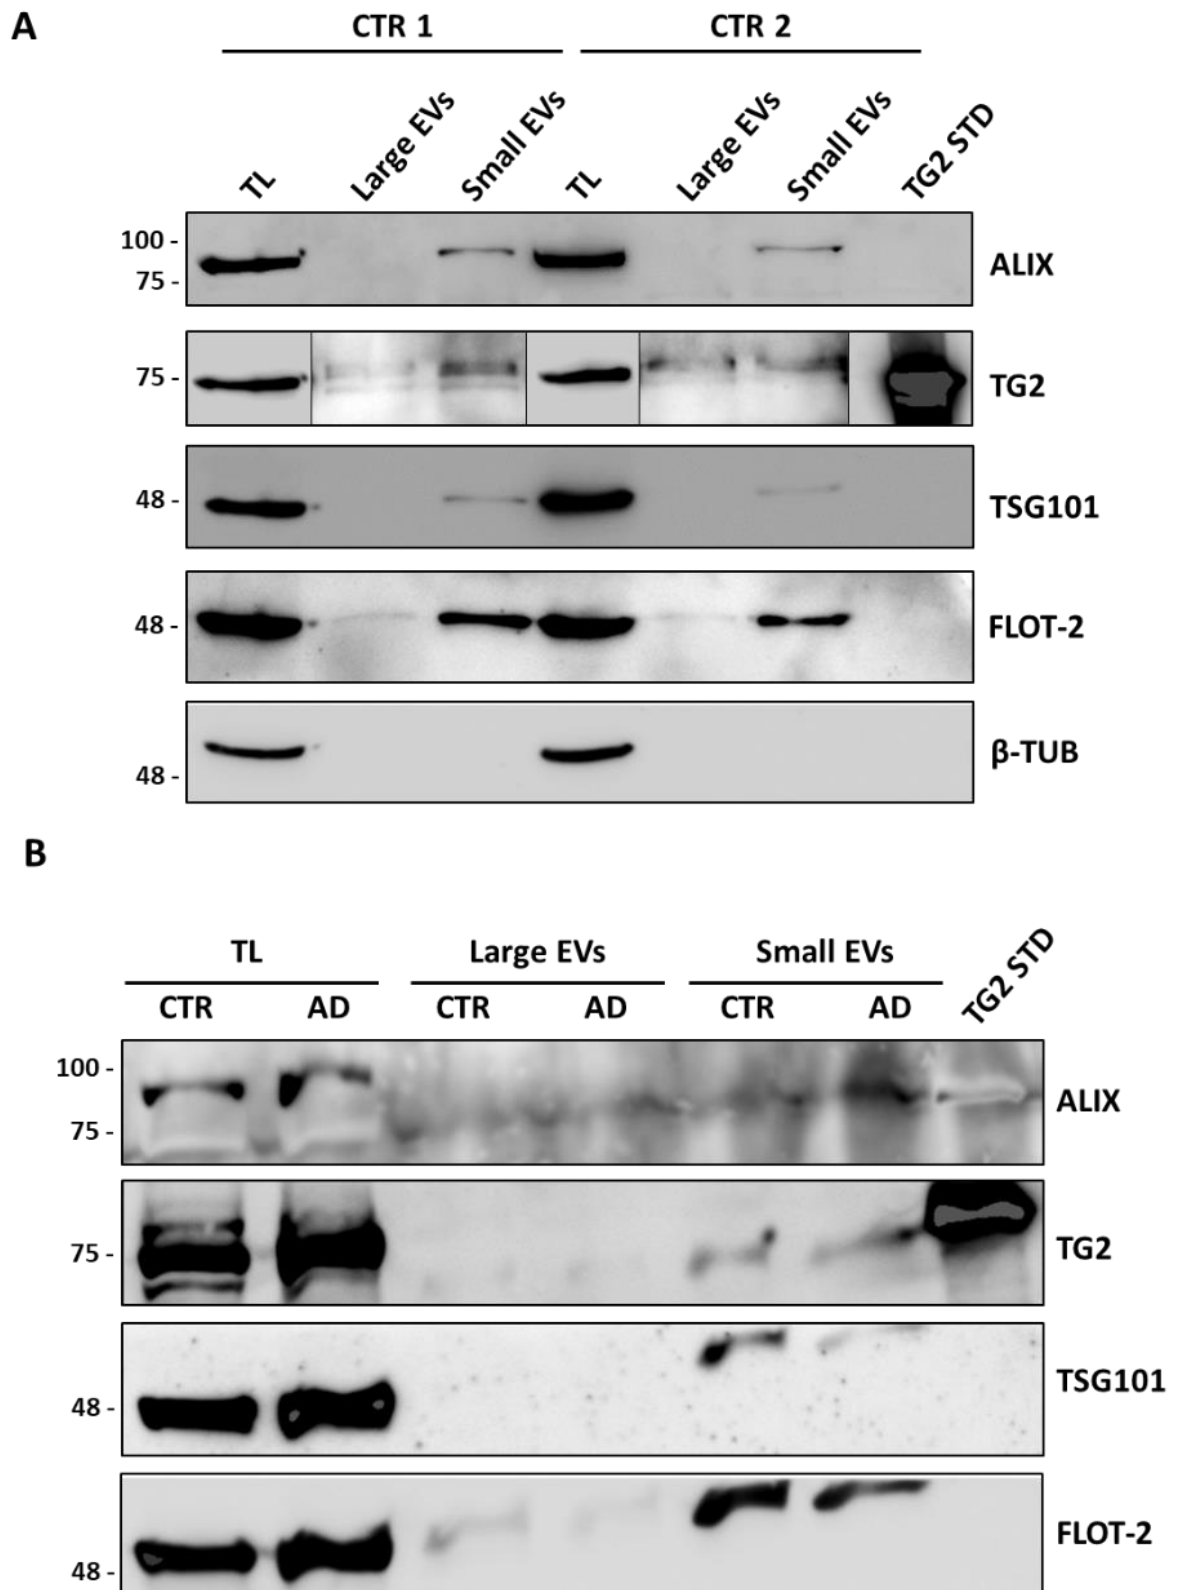 A
CTR 1 CTR 2
TL Large EVs Small EVs TL Large EVs Small EVs TG2 STD
100 -
75 - ALIX
75 - TG2
48 - TSG101
48 - FLOT-2
48 - β-TUB
B
TL Large EVs Small EVs TG2 STD
CTR AD CTR AD CTR AD
100 -
ALIX
75 -
75 - TG2
TSG101
48 -
FLOT-2
48 -